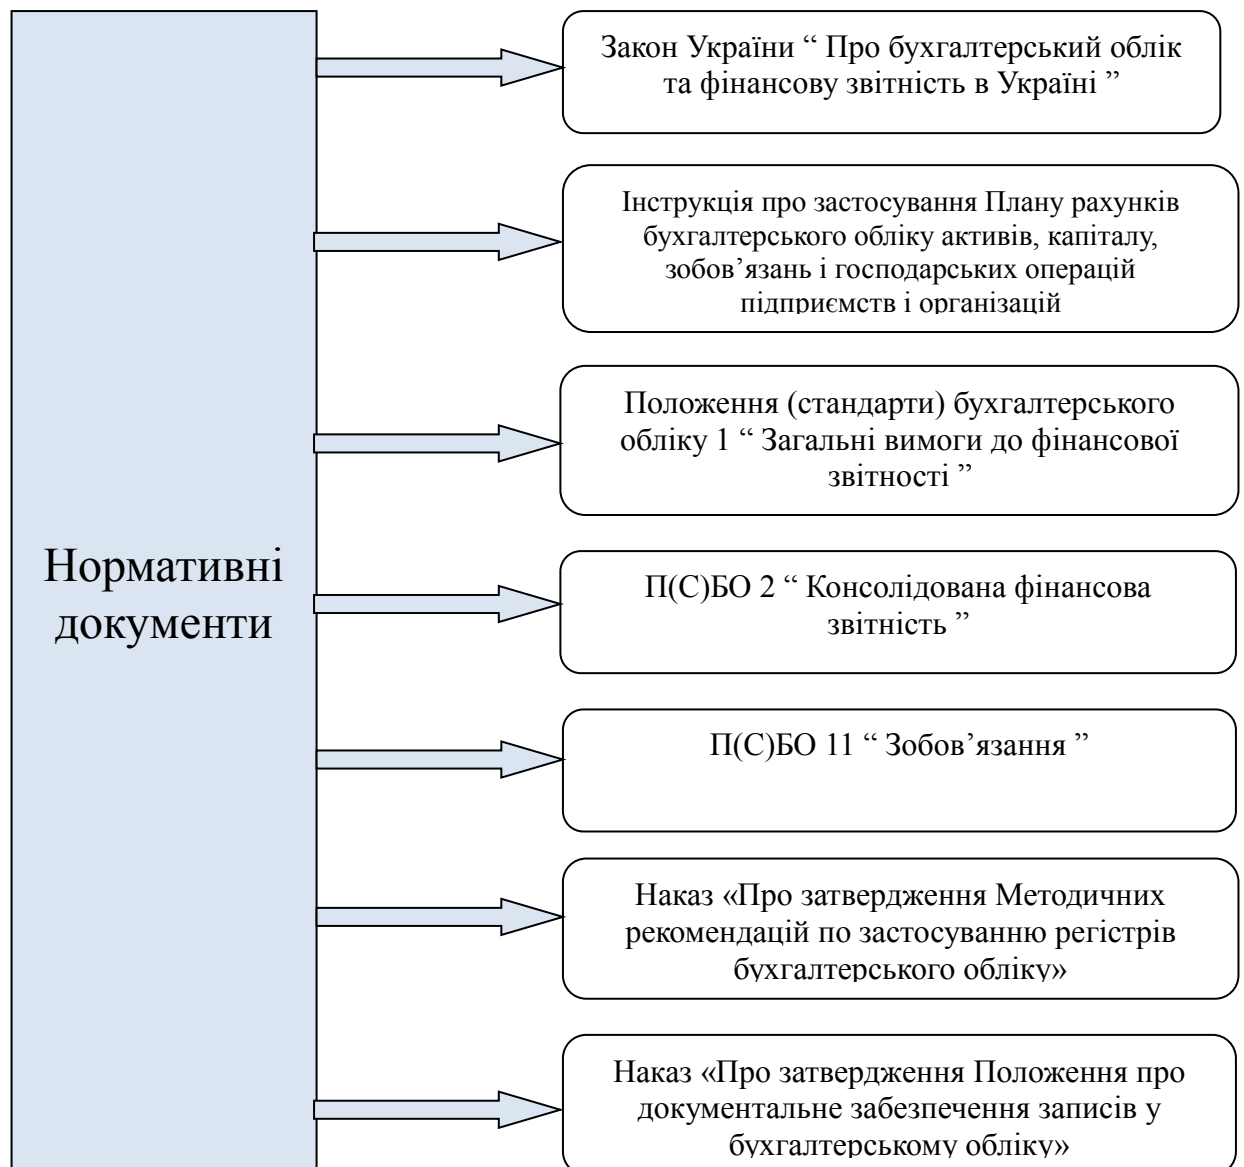 Нормативні
документи
Закон України “ Про бухгалтерський облік
та фінансову звітність в Україні ”
Інструкція про застосування Плану рахунків
бухгалтерського обліку активів, капіталу,
зобов’язань і господарських операцій
підприємств і організацій
Положення (стандарти) бухгалтерського
обліку 1 “ Загальні вимоги до фінансової
звітності ”
П(С)БО 2 “ Консолідована фінансова
звітність ”
П(С)БО 11 “ Зобов’язання ”
Наказ «Про затвердження Методичних
рекомендацій по застосуванню регістрів
бухгалтерського обліку»
Наказ «Про затвердження Положення про
документальне забезпечення записів у
бухгалтерському обліку»